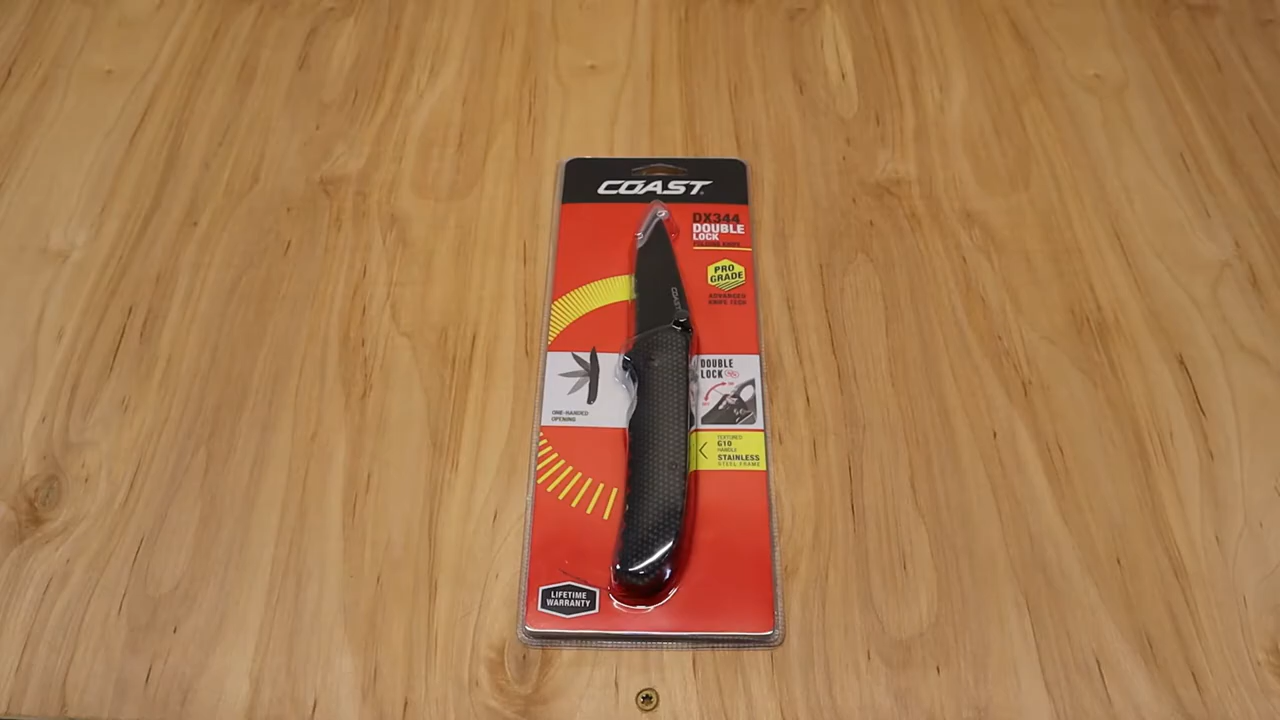 COAST
DX344
DOUBLE
LOCK
PRO
GRADE
ADVANCED
KNIFE TECH
COAST
DOUBLE
LOCK
ONE-HANDED
OPENING
TEXTURED
G10
HANDLE
STAINLESS
STEEL FRAME
LIFETIME
WARRANTY